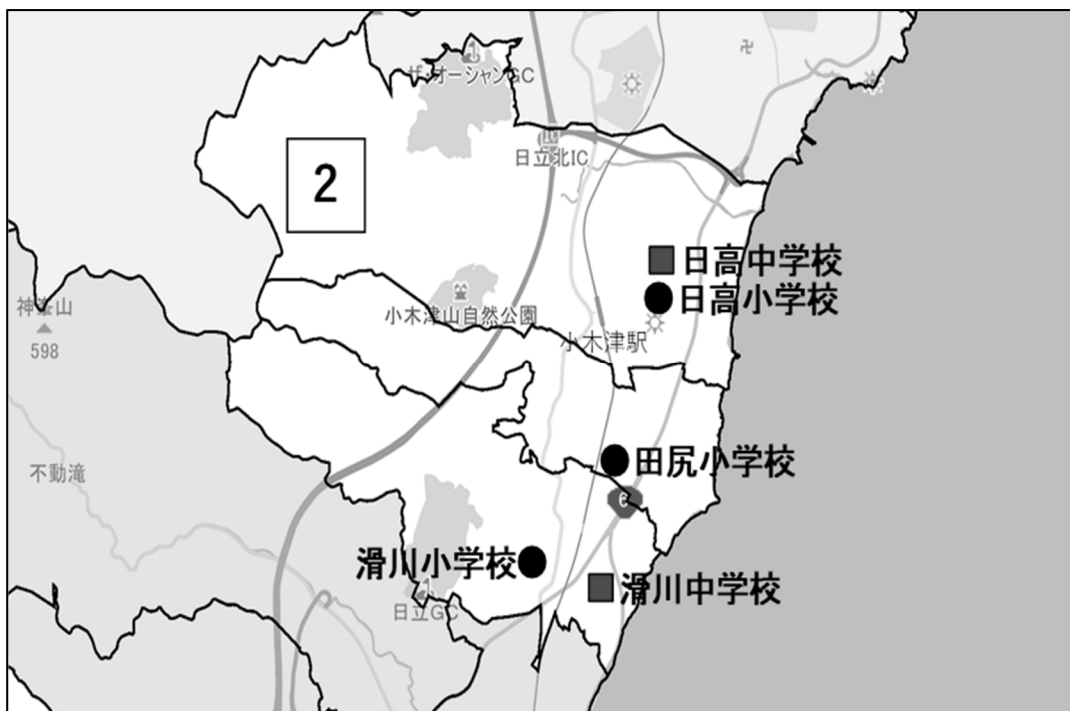 ザ・オーシャンGC
日立北IC
2
日高中学校
日高小学校
神峰山
598
小木津山自然公園
小木津駅
不動滝
田尻小学校
6
滑川小学校
滑川中学校
日立GC